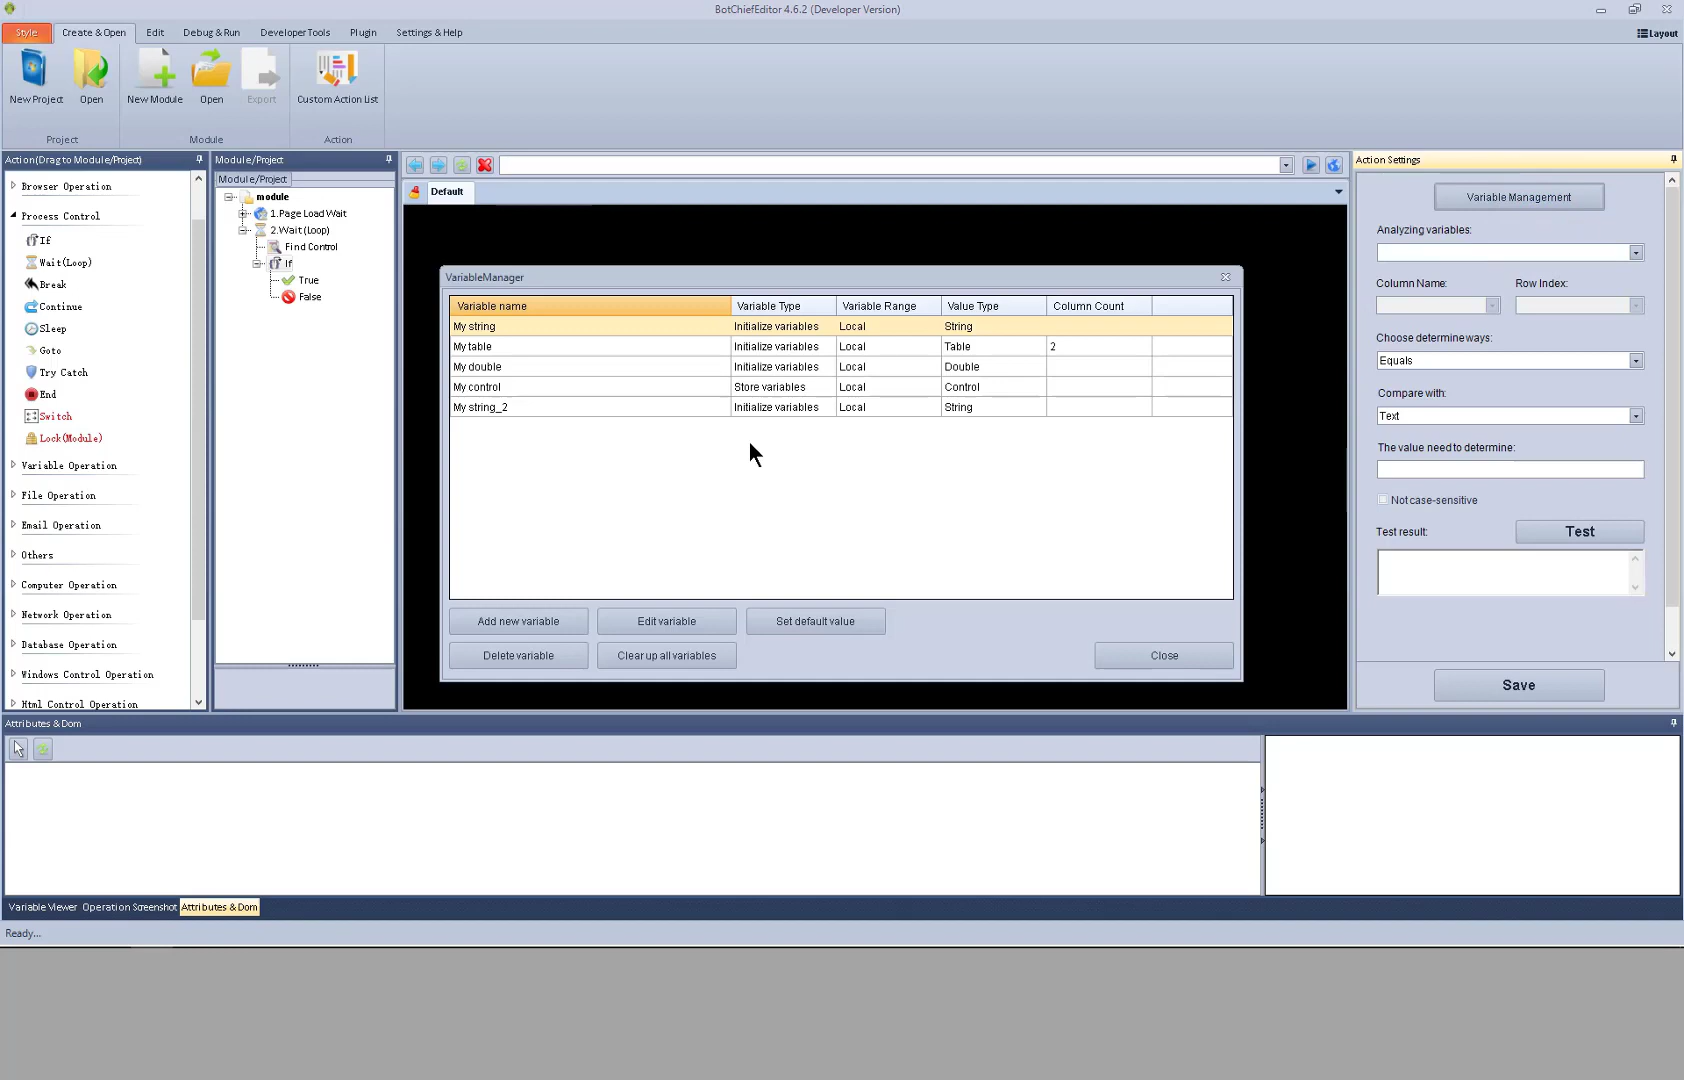 BotChiefEditor 4.6.2 (Developer Version)
Style Create & Open Edit Debug & Run Developer Tools Plugin Settings & Help Layout
New Project Open New Module Open Export Custom Action List
Project Module Action
Action(Drag to Module/Project)
Browser Operation
Process Control
If
Wait(Loop)
Break
Continue
Sleep
Goto
Try Catch
End
Switch
Lock(Module)
Variable Operation
File Operation
Email Operation
Others
Computer Operation
Network Operation
Database Operation
Windows Control Operation
Html Control Operation
Module/Project
Module/Project
module
1.Page Load Wait
2.Wait (Loop)
Find Control
If
True
False
Default
VariableManager
Variable name Variable Type Variable Range Value Type Column Count
My string Initialize variables Local String
My table Initialize variables Local Table 2
My double Initialize variables Local Double
My control Store variables Local Control
My string_2 Initialize variables Local String
Add new variable Edit variable Set default value
Delete variable Clear up all variables Close
Action Settings
Variable Management
Analyzing variables:
Column Name: Row Index:
Choose determine ways:
Equals
Compare with:
Text
The value need to determine:
Not case-sensitive
Test result: Test
Save
Attributes & Dom
Variable Viewer Operation Screenshot Attributes & Dom
Ready...